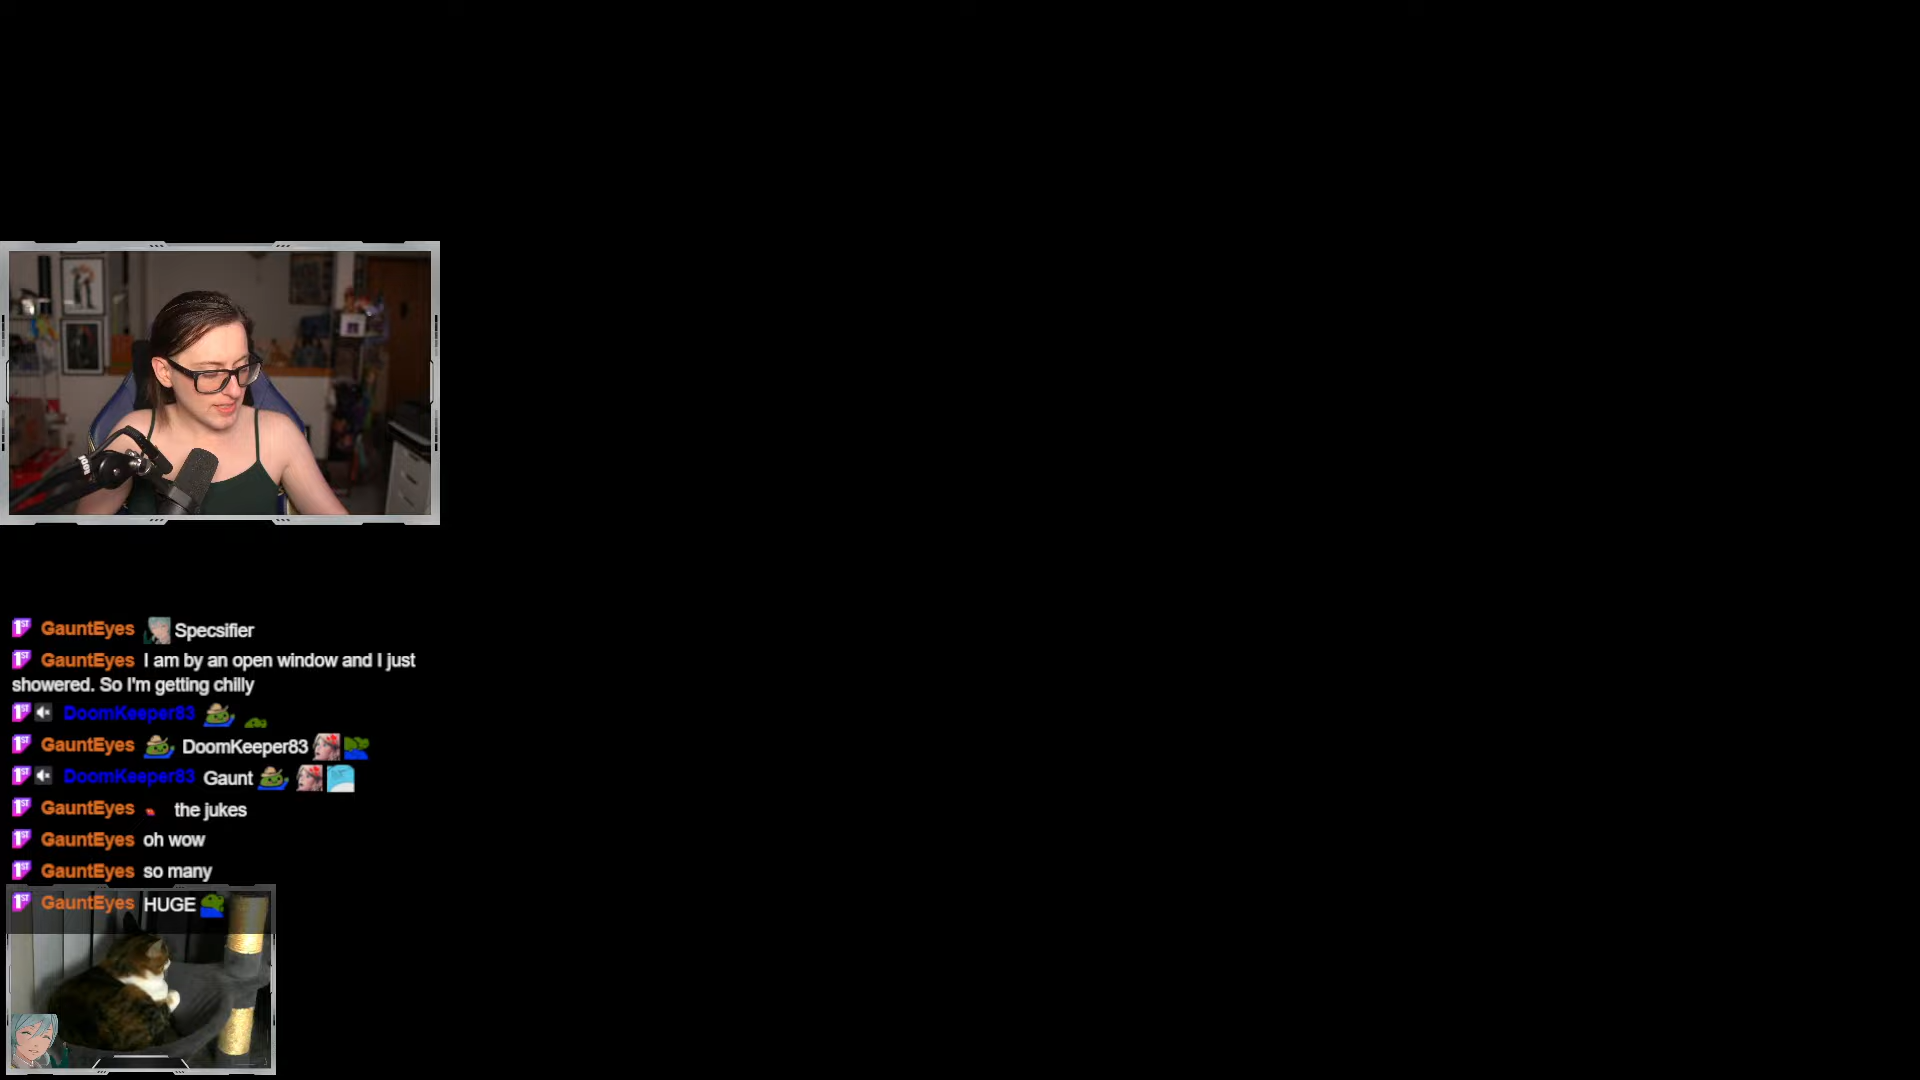 GauntEyes Specsifier
GauntEyes I am by an open window and I just
showered. So I'm getting chilly
DoomKeeper83
GauntEyes DoomKeeper83
DoomKeeper83 Gaunt
GauntEyes the jukes
GauntEyes oh wow
GauntEyes so many
GauntEyes HUGE